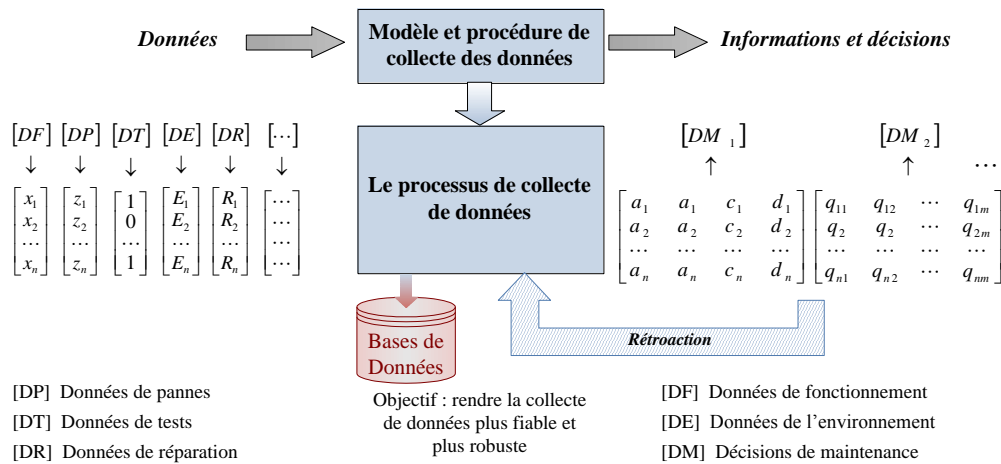 Données
Modèle et procédure de
collecte des données
Informations et décisions
[DF] [DP] [DT] [DE] [DR] [⋯]
↓ ↓ ↓ ↓ ↓ ↓
x1 z1 1 E1 R1 ⋯
x2 z2 0 E2 R2 ⋯
⋯ ⋯ ⋯ ⋯ ⋯ ⋯
xn zn 1 En Rn ⋯
Le processus de collecte
de données
[DM 1] [DM 2]
↑ ↑ ⋯
a1 a1 c1 d1 q11 q12 ⋯ q1m
a2 a2 c2 d2 q2 q2 ⋯ q2m
⋯ ⋯ ⋯ ⋯ ⋯ ⋯ ⋯ ⋯
an an cn dn qn1 qn2 ⋯ qnm
Rétroaction
Bases de
Données
Objectif : rendre la collecte
de données plus fiable et
plus robuste
[DP] Données de pannes
[DT] Données de tests
[DR] Données de réparation
[DF] Données de fonctionnement
[DE] Données de l’environnement
[DM] Décisions de maintenance